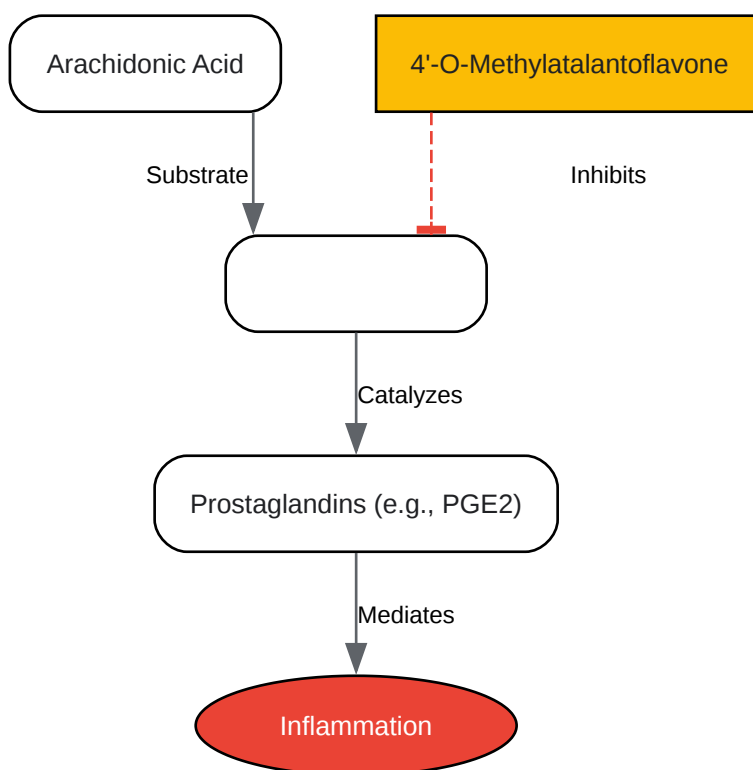 Arachidonic Acid
4'-O-Methylatalantoflavone
Substrate
Inhibits
Catalyzes
Prostaglandins (e.g., PGE2)
Mediates
Inflammation